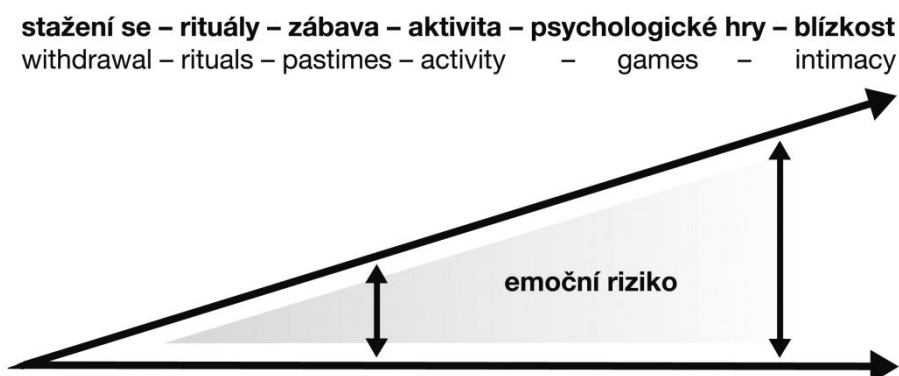 stažení se – rituály – zábava – aktivita – psychologické hry – blízkost
withdrawal – rituals – pastimes – activity – games – intimacy
emoční riziko